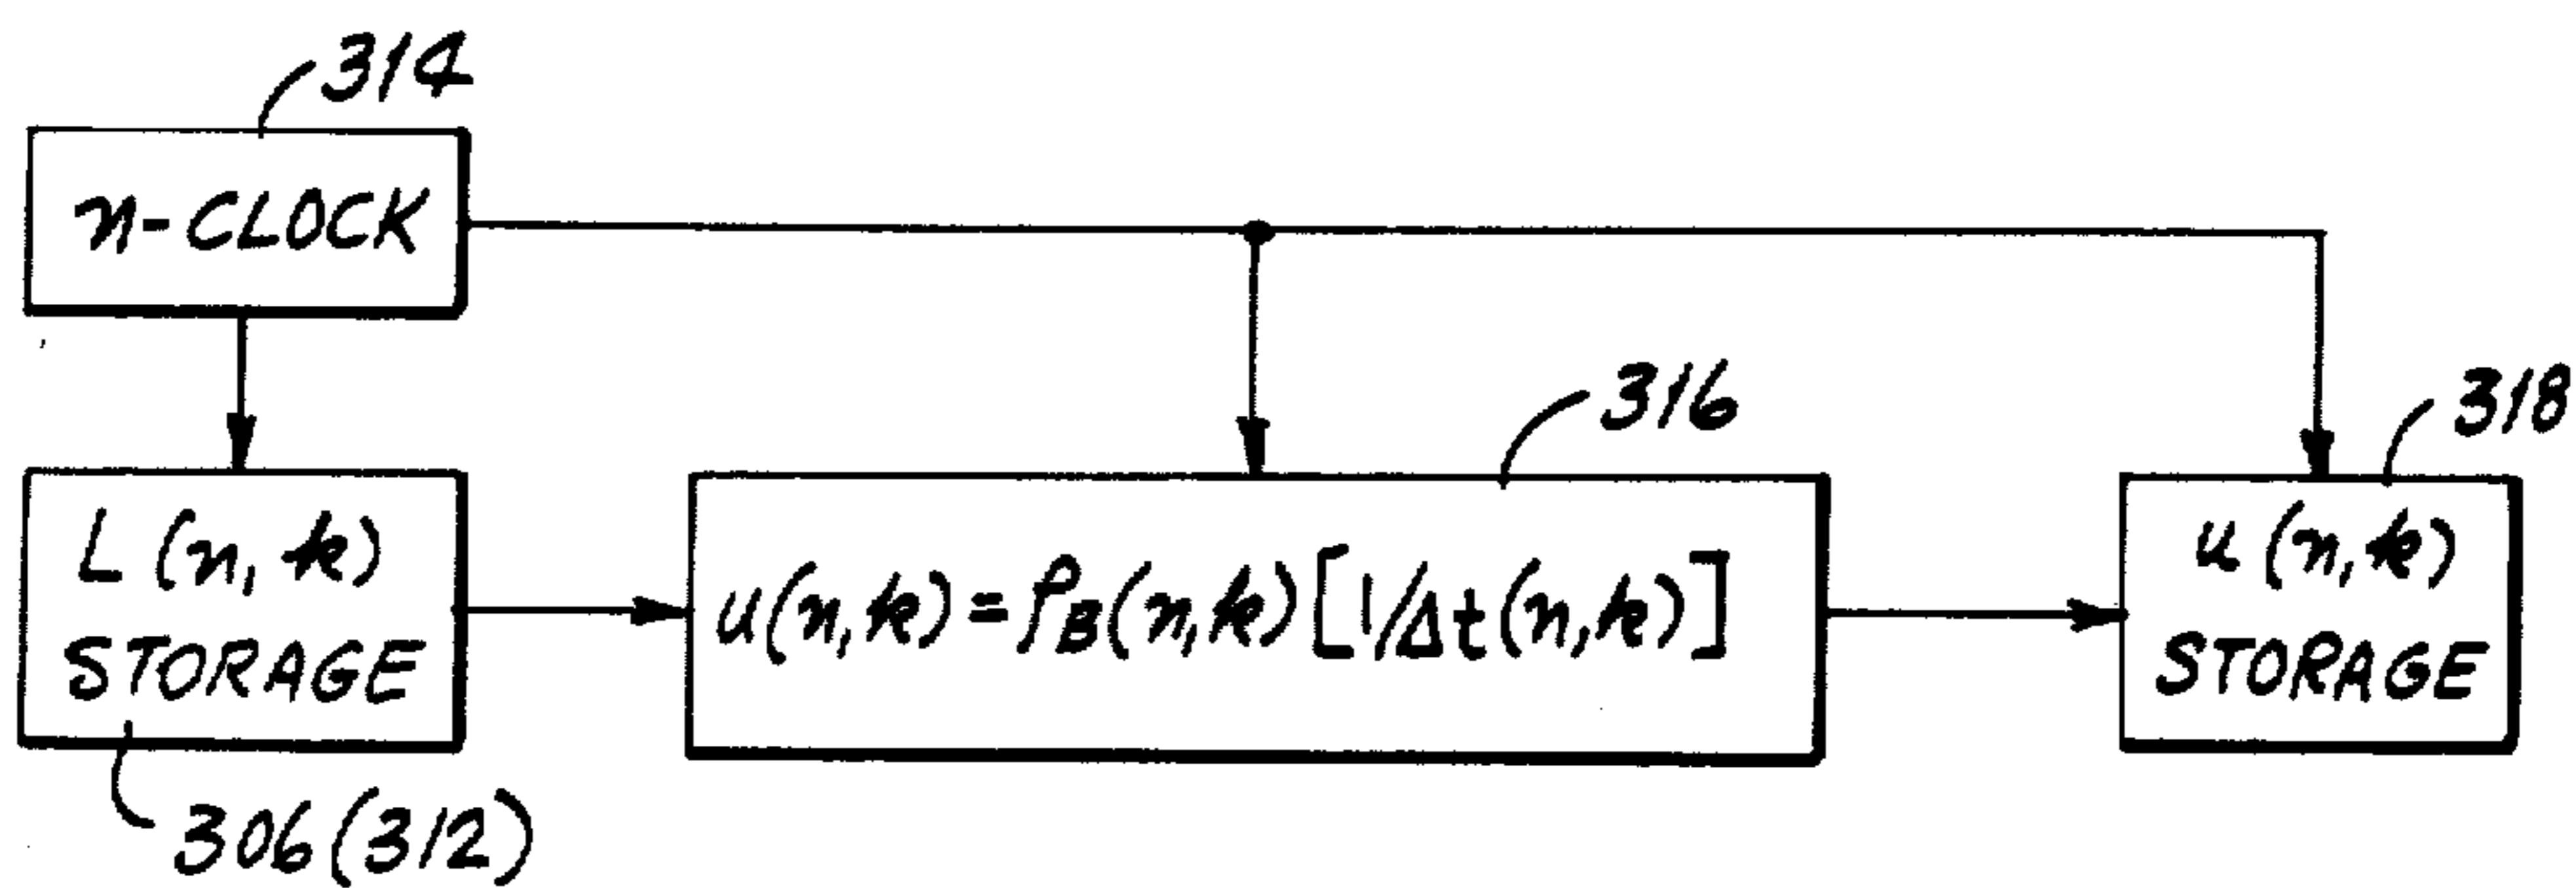 314
n-CLOCK
316
318
L(n,k)
STORAGE
u(n,k)=ρB(n,k)[1/Δt(n,k)]
u(n,k)
STORAGE
306(312)